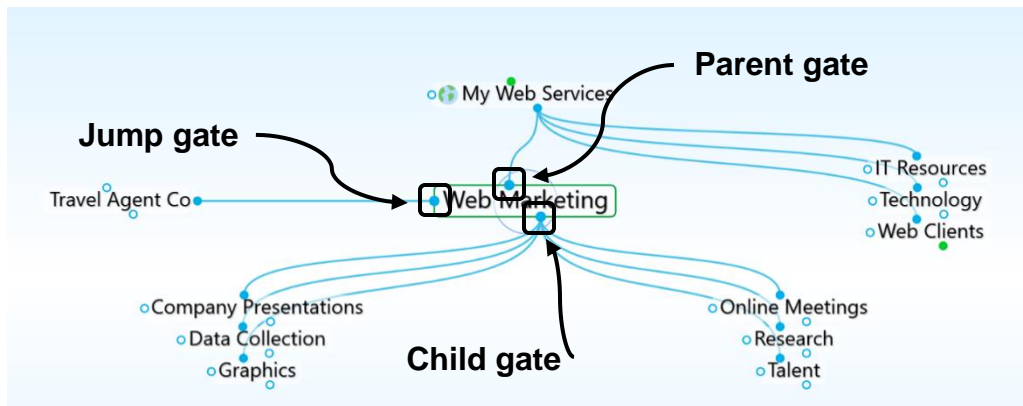 Parent gate
My Web Services
Jump gate
IT Resources
Travel Agent Co
Web Marketing
Technology
Web Clients
Company Presentations
Online Meetings
Data Collection
Research
Child gate
Graphics
Talent